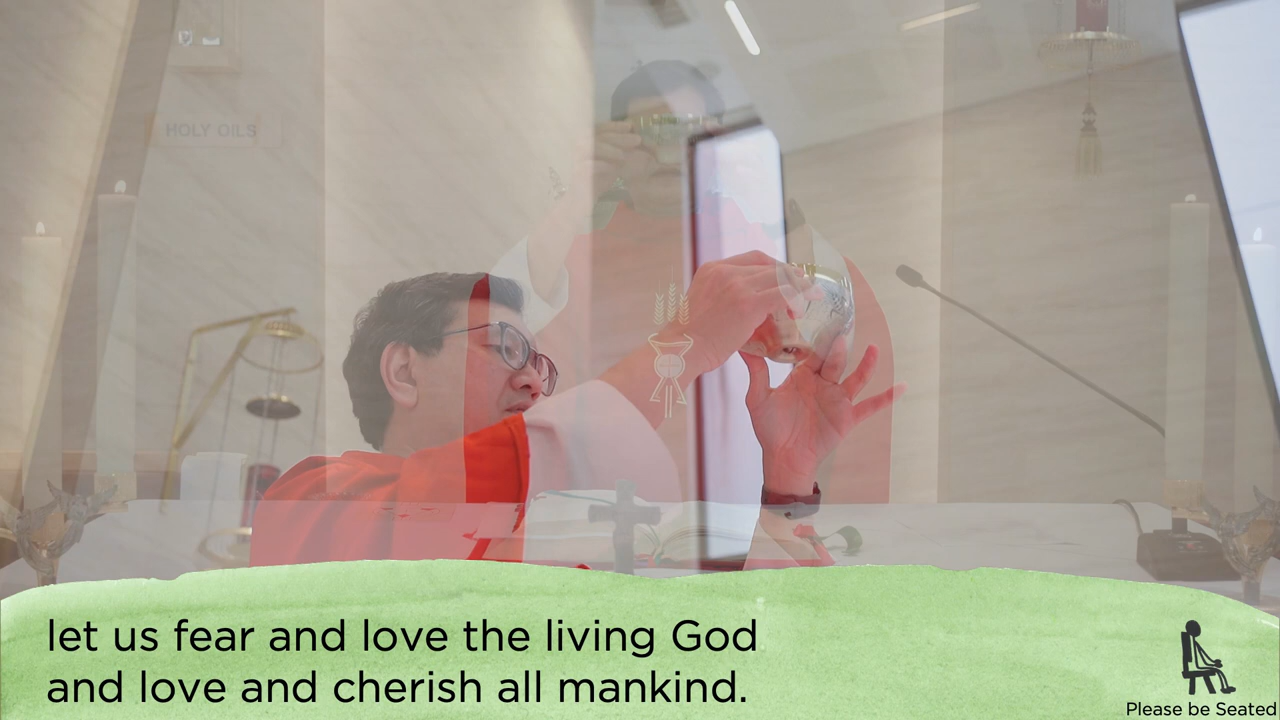 HOLY OILS
let us fear and love the living God
and love and cherish all mankind.
Please be Seated